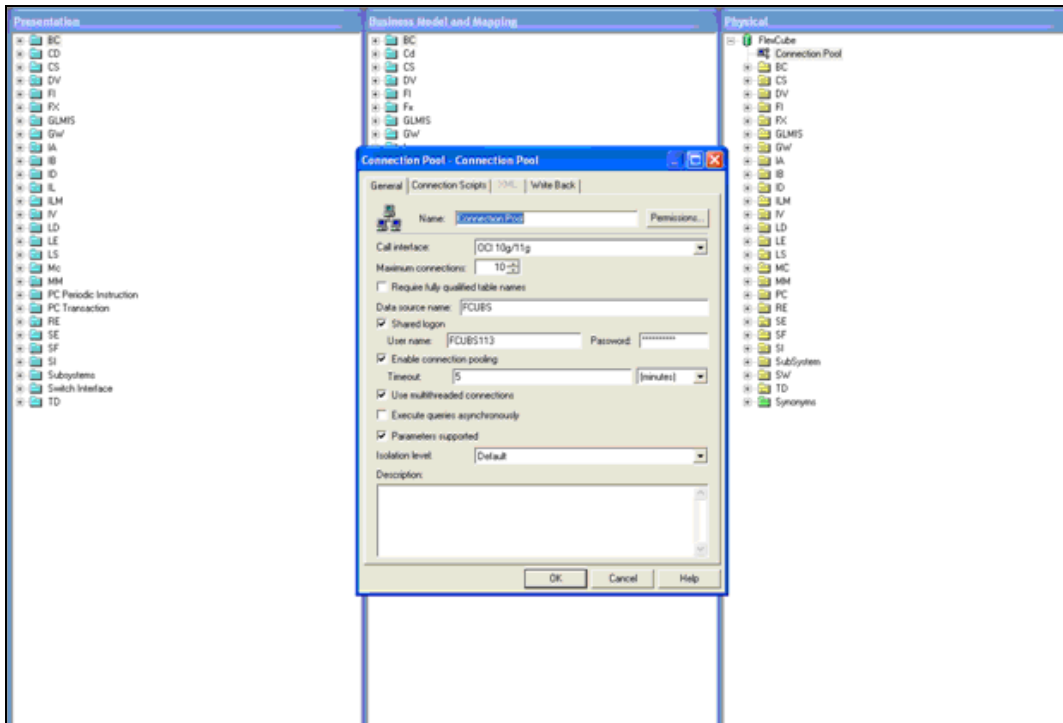 Presentation
BC
CD
CS
DV
FI
FX
GLMIS
GW
IA
IB
ID
IL
ILM
IV
LD
LE
LS
Mc
MM
PC Periodic Instruction
PC Transaction
RE
SE
SF
SI
Subsystems
Switch Interface
TD
Business Model and Mapping
BC
Cd
CS
DV
FI
Fx
GLMIS
GW
Physical
FlexCube
Connection Pool
BC
CS
DV
FI
FX
GLMIS
GW
IA
IB
ID
ILM
IV
LD
LE
LS
MC
MM
PC
RE
SE
SF
SI
SubSystem
SW
TD
Synonyms
Connection Pool - Connection Pool
General Connection Scripts XML Write Back
Name: Connection Pool Permissions...
Call interface: OCI 10g/11g
Maximum connections: 10
Require fully qualified table names
Data source name: FCUBS
Shared logon
User name: FCUBS113 Password: **********
Enable connection pooling
Timeout: 5 (minutes)
Use multithreaded connections
Execute queries asynchronously
Parameters supported
Isolation level: Default
Description:
OK Cancel Help